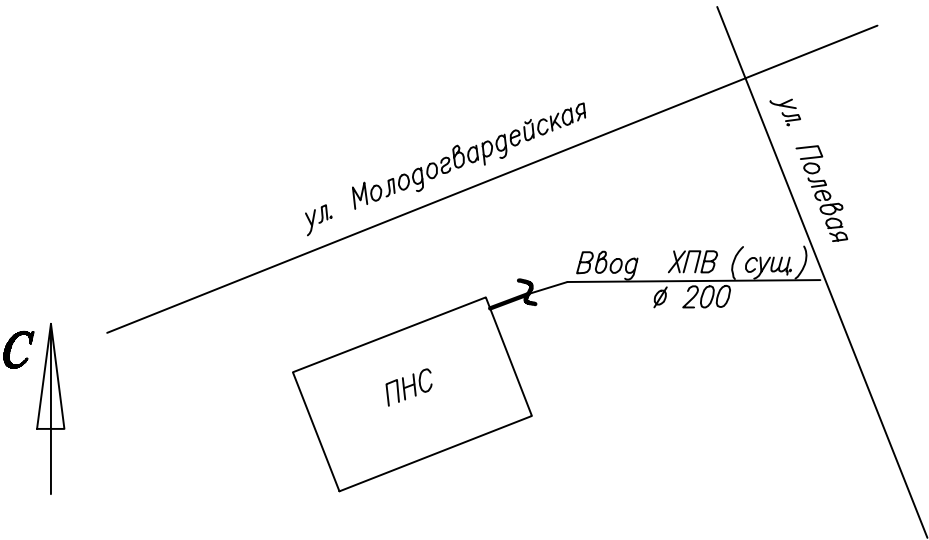 ул. Молодогвардейская
ул. Полевая
Ввод ХПВ (сущ.)
ø 200
ПНС
С